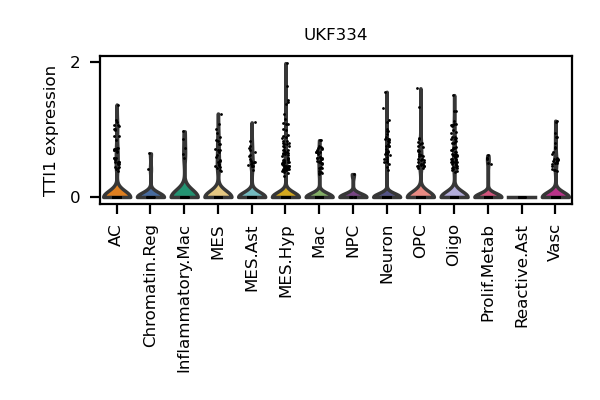 UKF334
TTI1 expression
2
0
AC
Chromatin.Reg
Inflammatory.Mac
MES
MES.Ast
MES.Hyp
Mac
NPC
Neuron
OPC
Oligo
Prolif.Metab
Reactive.Ast
Vasc